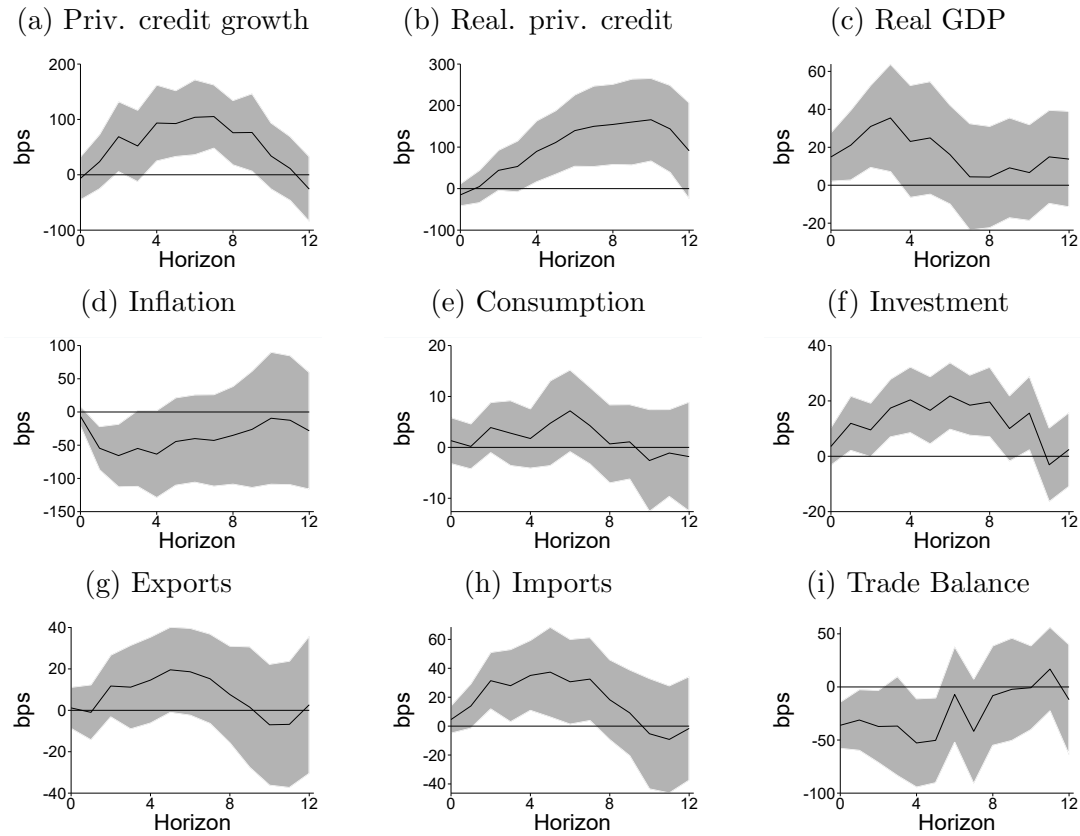 (a) Priv. credit growth
(b) Real. priv. credit
(c) Real GDP
200
100
0
-100
bps
0 4 8 12
Horizon
300
200
100
0
-100
bps
0 4 8 12
Horizon
60
40
20
0
-20
bps
0 4 8 12
Horizon
(d) Inflation
(e) Consumption
(f) Investment
100
50
0
-50
-100
-150
bps
0 4 8 12
Horizon
20
10
0
-10
bps
0 4 8 12
Horizon
40
20
0
-20
bps
0 4 8 12
Horizon
(g) Exports
(h) Imports
(i) Trade Balance
40
20
0
-20
-40
bps
0 4 8 12
Horizon
60
40
20
0
-20
-40
bps
0 4 8 12
Horizon
50
0
-50
-100
bps
0 4 8 12
Horizon